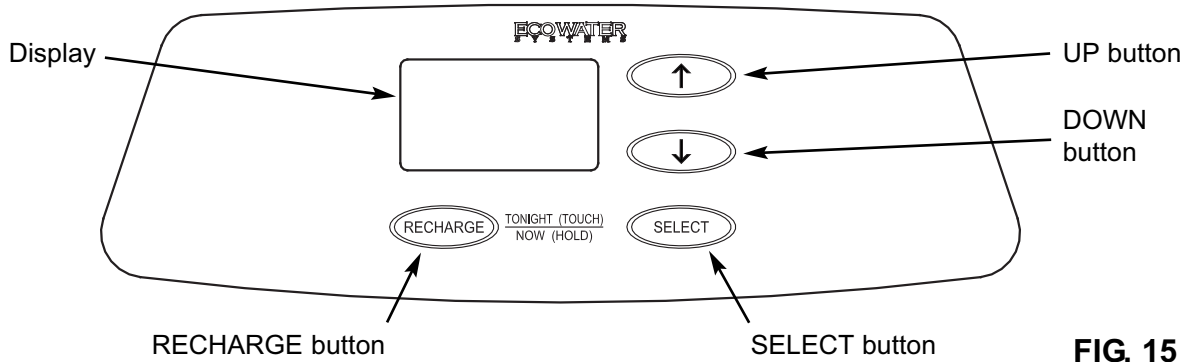 ECOWATER
SYSTEMS
Display
↑
UP button
↓
DOWN
button
RECHARGE
TONIGHT (TOUCH)
NOW (HOLD)
SELECT
RECHARGE button
SELECT button
FIG. 15